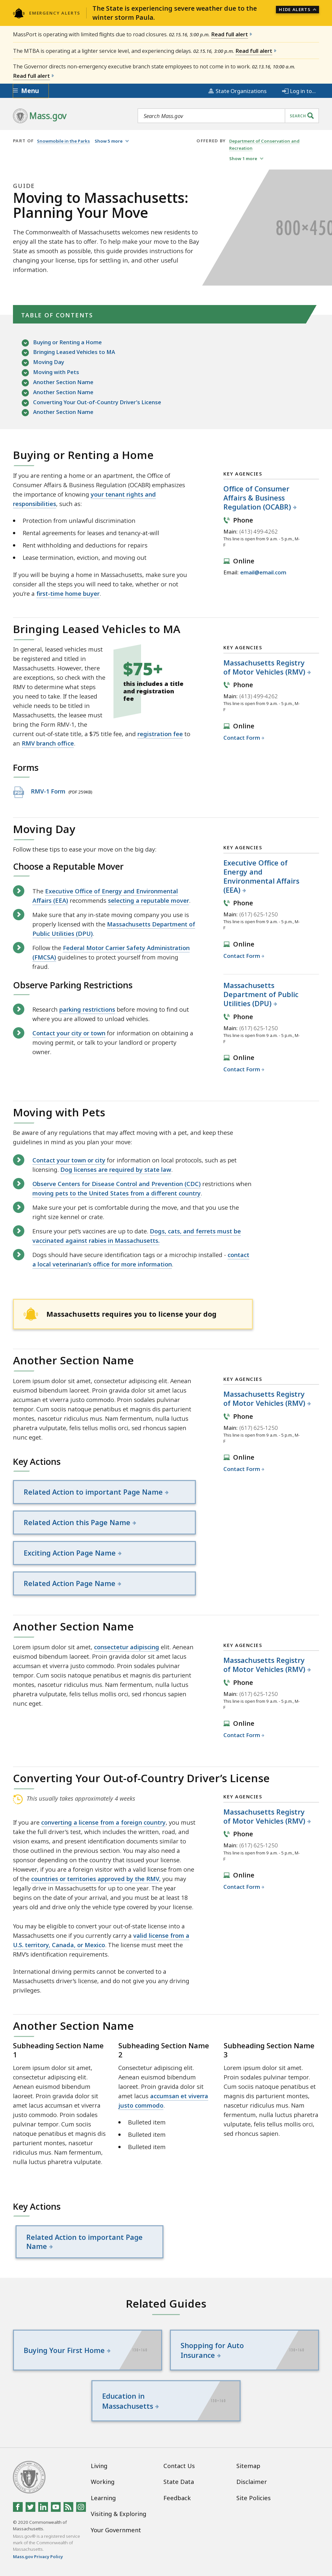 EMERGENCY ALERTS
The State is experiencing severe weather due to the
winter storm Paula.
HIDE ALERTS
MassPort is operating with limited flights due to road closures. 02.15.16, 5:00 p.m. Read full alert
The MTBA is operating at a lighter service level, and experiencing delays. 02.15.16, 3:00 p.m. Read full alert
The Governor directs non-emergency executive branch state employees to not come in to work. 02.13.16, 10:00 a.m.
Read full alert
Menu
State Organizations
Log in to...
Mass.gov
Search Mass.gov
SEARCH
PART OF Snowmobile in the Parks Show 5 more
OFFERED BY Department of Conservation and
Recreation
Show 1 more
GUIDE
Moving to Massachusetts:
Planning Your Move
The Commonwealth of Massachusetts welcomes new residents to
enjoy all the state has to offer. To help make your move to the Bay
State as smooth as possible, this guide provides instructions for
changing your license, tips for settling in, and other useful
information.
800×450
TABLE OF CONTENTS
Buying or Renting a Home
Bringing Leased Vehicles to MA
Moving Day
Moving with Pets
Another Section Name
Another Section Name
Converting Your Out-of-Country Driver's License
Another Section Name
Buying or Renting a Home
If you are renting a home or an apartment, the Office of
Consumer Affairs & Business Regulation (OCABR) emphasizes
the important of knowing your tenant rights and
responsibilities, such as:
Protection from unlawful discrimination
Rental agreements for leases and tenancy-at-will
Rent withholding and deductions for repairs
Lease termination, eviction, and moving out
If you will be buying a home in Massachusetts, make sure you
consider all the steps you will need to take, or whether or not
you're a first-time home buyer.
KEY AGENCIES
Office of Consumer
Affairs & Business
Regulation (OCABR)
Phone
Main: (413) 499-4262
This line is open from 9 a.m. - 5 p.m., M-
F
Online
Email: email@email.com
Bringing Leased Vehicles to MA
In general, leased vehicles must
be registered and titled in
Massachusetts. However, there
are exceptions, so check with the
RMV to determine what steps
you need to take. If the leased
vehicle needs to be titled in
Massachusetts, the lessee must
bring the Form RMV-1, the
current out-of-state title, a $75 title fee, and registration fee to
an RMV branch office.
$75+
this includes a title
and registration
fee
KEY AGENCIES
Massachusetts Registry
of Motor Vehicles (RMV)
Phone
Main: (413) 499-4262
This line is open from 9 a.m. - 5 p.m., M-
F
Online
Contact Form
Forms
RMV-1 Form (PDF 259KB)
Moving Day
Follow these tips to ease your move on the big day:
Choose a Reputable Mover
The Executive Office of Energy and Environmental
Affairs (EEA) recommends selecting a reputable mover.
Make sure that any in-state moving company you use is
properly licensed with the Massachusetts Department of
Public Utilities (DPU).
Follow the Federal Motor Carrier Safety Administration
(FMCSA) guidelines to protect yourself from moving
fraud.
Observe Parking Restrictions
Research parking restrictions before moving to find out
where you are allowed to unload vehicles.
Contact your city or town for information on obtaining a
moving permit, or talk to your landlord or property
owner.
KEY AGENCIES
Executive Office of
Energy and
Environmental Affairs
(EEA)
Phone
Main: (617) 625-1250
This line is open from 9 a.m. - 5 p.m., M-
F
Online
Contact Form
Massachusetts
Department of Public
Utilities (DPU)
Phone
Main: (617) 625-1250
This line is open from 9 a.m. - 5 p.m., M-
F
Online
Contact Form
Moving with Pets
Be aware of any regulations that may affect moving with a pet, and keep these
guidelines in mind as you plan your move:
Contact your town or city for information on local protocols, such as pet
licensing. Dog licenses are required by state law.
Observe Centers for Disease Control and Prevention (CDC) restrictions when
moving pets to the United States from a different country.
Make sure your pet is comfortable during the move, and that you use the
right size kennel or crate.
Ensure your pet's vaccines are up to date. Dogs, cats, and ferrets must be
vaccinated against rabies in Massachusetts.
Dogs should have secure identification tags or a microchip installed - contact
a local veterinarian's office for more information.
Massachusetts requires you to license your dog
Another Section Name
Lorem ipsum dolor sit amet, consectetur adipiscing elit. Aenean
euismod bibendum laoreet. Proin gravida dolor sit amet lacus
accumsan et viverra justo commodo. Proin sodales pulvinar
tempor. Cum sociis natoque penatibus et magnis dis parturient
montes, nascetur ridiculus mus. Nam fermentum, nulla luctus
pharetra vulputate, felis tellus mollis orci, sed rhoncus sapien
nunc eget.
KEY AGENCIES
Massachusetts Registry
of Motor Vehicles (RMV)
Phone
Main: (617) 625-1250
This line is open from 9 a.m. - 5 p.m., M-
F
Online
Contact Form
Key Actions
Related Action to important Page Name
Related Action this Page Name
Exciting Action Page Name
Related Action Page Name
Another Section Name
Lorem ipsum dolor sit amet, consectetur adipiscing elit. Aenean
euismod bibendum laoreet. Proin gravida dolor sit amet lacus
accumsan et viverra justo commodo. Proin sodales pulvinar
tempor. Cum sociis natoque penatibus et magnis dis parturient
montes, nascetur ridiculus mus. Nam fermentum, nulla luctus
pharetra vulputate, felis tellus mollis orci, sed rhoncus sapien
nunc eget.
KEY AGENCIES
Massachusetts Registry
of Motor Vehicles (RMV)
Phone
Main: (617) 625-1250
This line is open from 9 a.m. - 5 p.m., M-
F
Online
Contact Form
Converting Your Out-of-Country Driver's License
This usually takes approximately 4 weeks
If you are converting a license from a foreign country, you must
take the full driver's test, which includes the written, road, and
vision exams, and present proof of identification similar to those
outlined in the previous section. You may also need a sponsor
during the road test. You do not have to surrender your license.
However, if you have a foreign license with a valid term from one
of the countries or territories approved by the RMV, you may
legally drive in Massachusetts for up to one year. The year
begins on the date of your arrival, and you must be at least 18
years old and drive only the vehicle type covered by your license.
You may be eligible to convert your out-of-state license into a
Massachusetts one if you currently carry a valid license from a
U.S. territory, Canada, or Mexico. The license must meet the
RMV's identification requirements.
International driving permits cannot be converted to a
Massachusetts driver's license, and do not give you any driving
privileges.
KEY AGENCIES
Massachusetts Registry
of Motor Vehicles (RMV)
Phone
Main: (617) 625-1250
This line is open from 9 a.m. - 5 p.m., M-
F
Online
Contact Form
Another Section Name
Subheading Section Name
1
Lorem ipsum dolor sit amet,
consectetur adipiscing elit.
Aenean euismod bibendum
laoreet. Proin gravida dolor sit
amet lacus accumsan et viverra
justo commodo. Proin sodales
pulvinar tempor. Cum sociis
natoque penatibus et magnis dis
parturient montes, nascetur
ridiculus mus. Nam fermentum,
nulla luctus pharetra vulputate.
Subheading Section Name
2
Consectetur adipiscing elit.
Aenean euismod bibendum
laoreet. Proin gravida dolor sit
amet lacus accumsan et viverra
justo commodo.
Bulleted item
Bulleted item
Bulleted item
Subheading Section Name
3
Lorem ipsum dolor sit amet.
Proin sodales pulvinar tempor.
Cum sociis natoque penatibus et
magnis dis parturient montes,
nascetur ridiculus mus. Nam
fermentum, nulla luctus pharetra
vulputate, felis tellus mollis orci,
sed rhoncus sapien.
Key Actions
Related Action to important Page
Name
Related Guides
Buying Your First Home
Shopping for Auto
Insurance
Education in
Massachusetts
Living
Working
Learning
Visiting & Exploring
Your Government
Contact Us
State Data
Feedback
Sitemap
Disclaimer
Site Policies
© 2020 Commonwealth of
Massachusetts.
Mass.gov® is a registered service
mark of the Commonwealth of
Massachusetts.
Mass.gov Privacy Policy